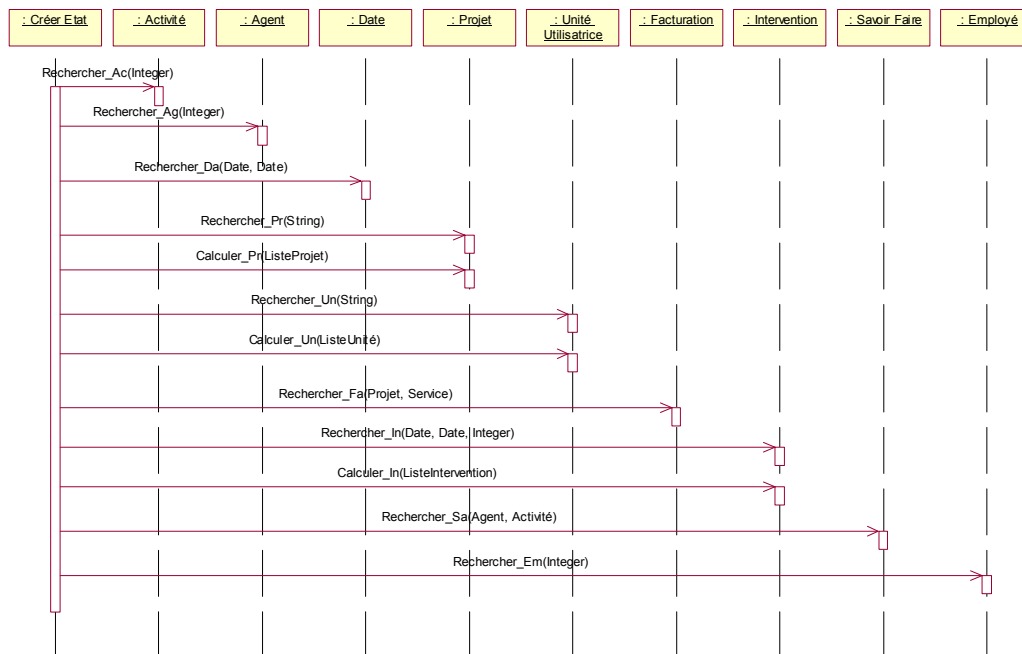 : Créer Etat
: Activité
: Agent
: Date
: Projet
: Unité
Utilisatrice
: Facturation
: Intervention
: Savoir Faire
: Employé
Rechercher_Ac(Integer)
Rechercher_Ag(Integer)
Rechercher_Da(Date, Date)
Rechercher_Pr(String)
Calculer_Pr(ListeProjet)
Rechercher_Un(String)
Calculer_Un(ListeUnité)
Rechercher_Fa(Projet, Service)
Rechercher_In(Date, Date, Integer)
Calculer_In(ListeIntervention)
Rechercher_Sa(Agent, Activité)
Rechercher_Em(Integer)